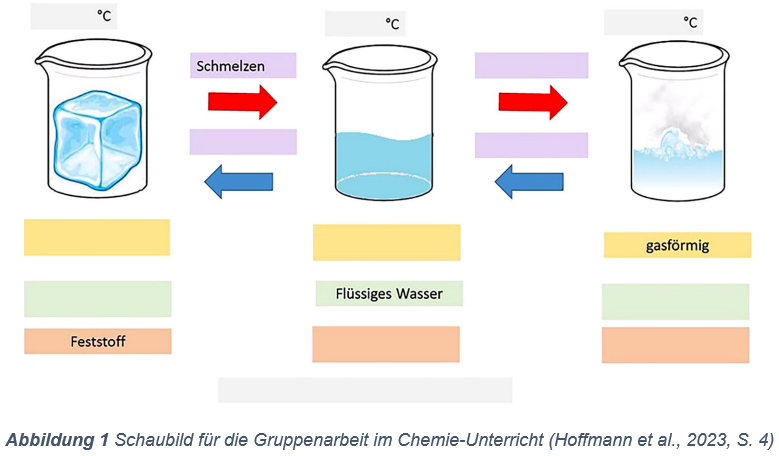 °C
°C
°C
Schmelzen
gasförmig
Flüssiges Wasser
Feststoff
Abbildung 1 Schaubild für die Gruppenarbeit im Chemie-Unterricht (Hoffmann et al., 2023, S. 4)